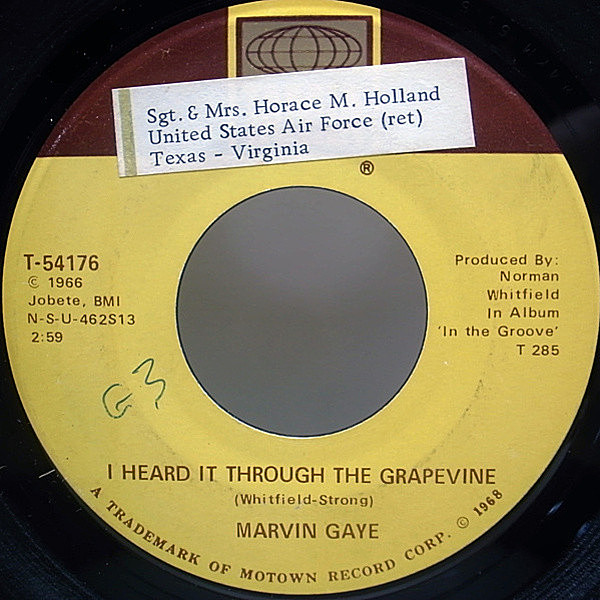 Sgt. & Mrs. Horace M. Holland
United States Air Force (ret)
Texas - Virginia
®
T-54176
© 1966
Jobete, BMI
N-S-U-462S13
2:59
Produced By:
Norman
Whitfield
In Album
'In the Groove'
T 285
G3
I HEARD IT THROUGH THE GRAPEVINE
(Whitfield-Strong)
MARVIN GAYE
A TRADEMARK OF MOTOWN RECORD CORP. © 1968